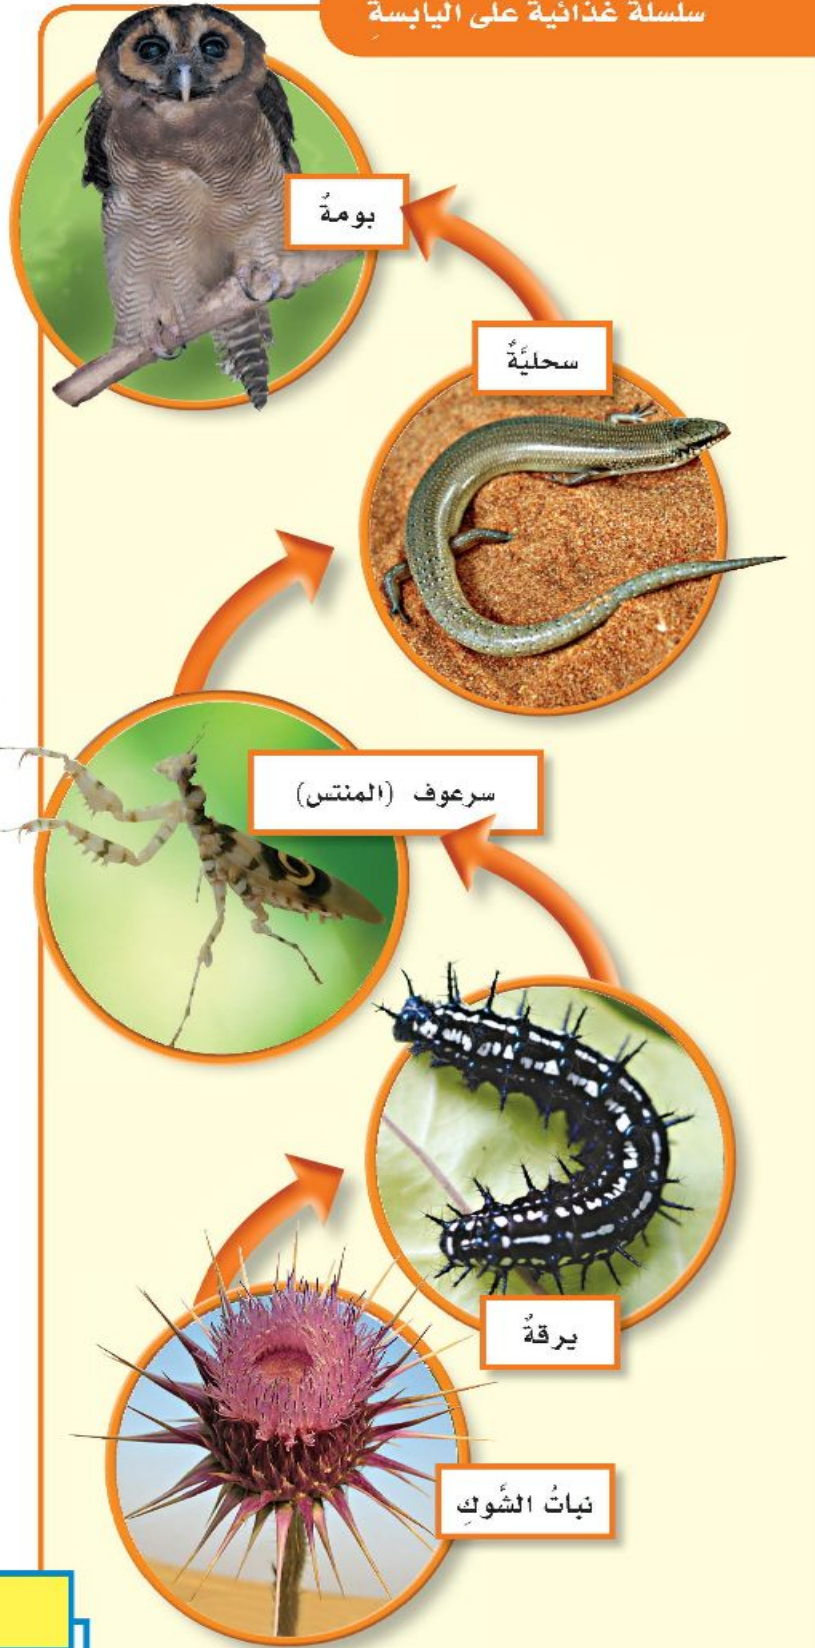 سلسلة غذائية على اليابسةِ
بومةٌ
سحليَّةٌ
سرعوف (المنتس)
يرقةٌ
نباتُ الشَّوكِ